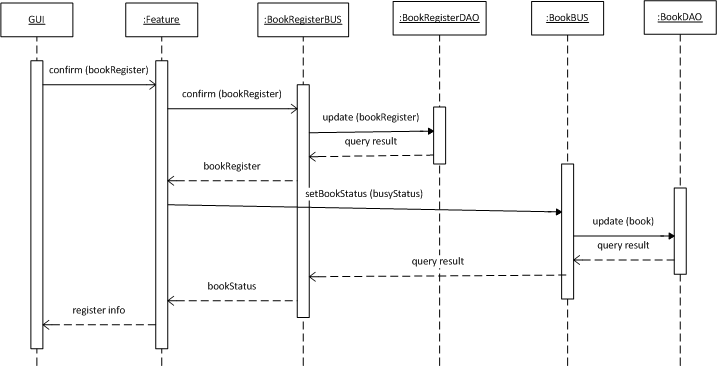 GUI
:Feature
:BookRegisterBUS
:BookRegisterDAO
:BookBUS
:BookDAO
confirm (bookRegister)
confirm (bookRegister)
update (bookRegister)
query result
bookRegister
setBookStatus (busyStatus)
update (book)
query result
query result
bookStatus
register info